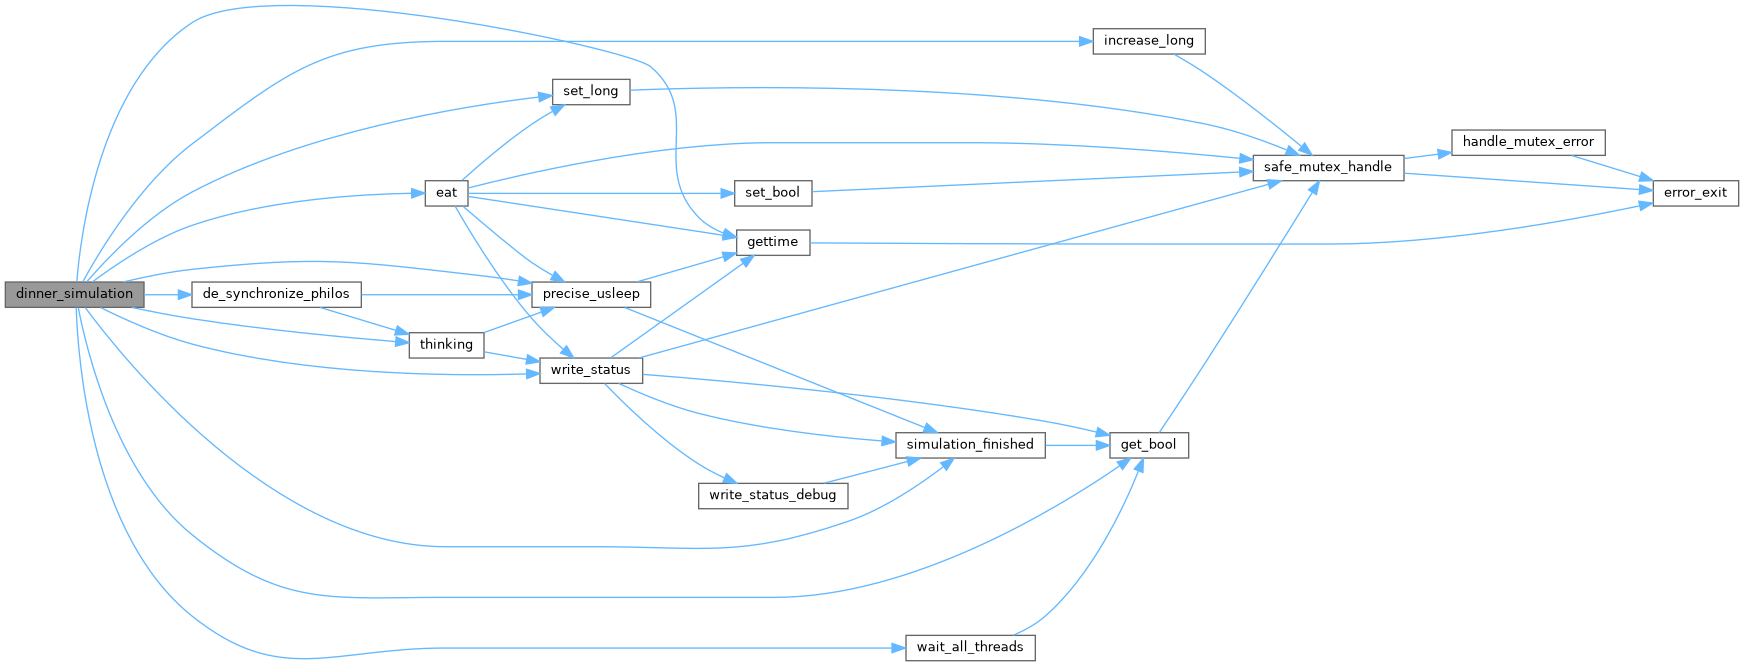 increase_long
set_long
handle_mutex_error
safe_mutex_handle
eat
set_bool
error_exit
gettime
dinner_simulation
de_synchronize_philos
precise_usleep
thinking
write_status
simulation_finished
get_bool
write_status_debug
wait_all_threads